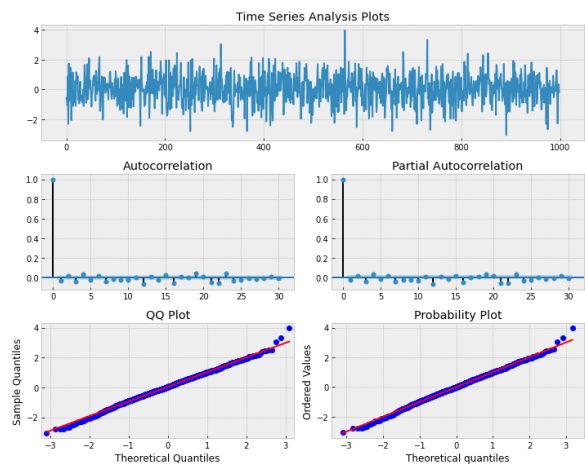 Time Series Analysis Plots
4
2
0
−2
0 200 400 600 800 1000
Autocorrelation
1.0
0.8
0.6
0.4
0.2
0.0
0 5 10 15 20 25 30
Partial Autocorrelation
1.0
0.8
0.6
0.4
0.2
0.0
0 5 10 15 20 25 30
QQ Plot
Sample Quantiles
4
2
0
−2
−3 −2 −1 0 1 2 3
Theoretical Quantiles
Probability Plot
Ordered Values
4
2
0
−2
−3 −2 −1 0 1 2 3
Theoretical quantiles